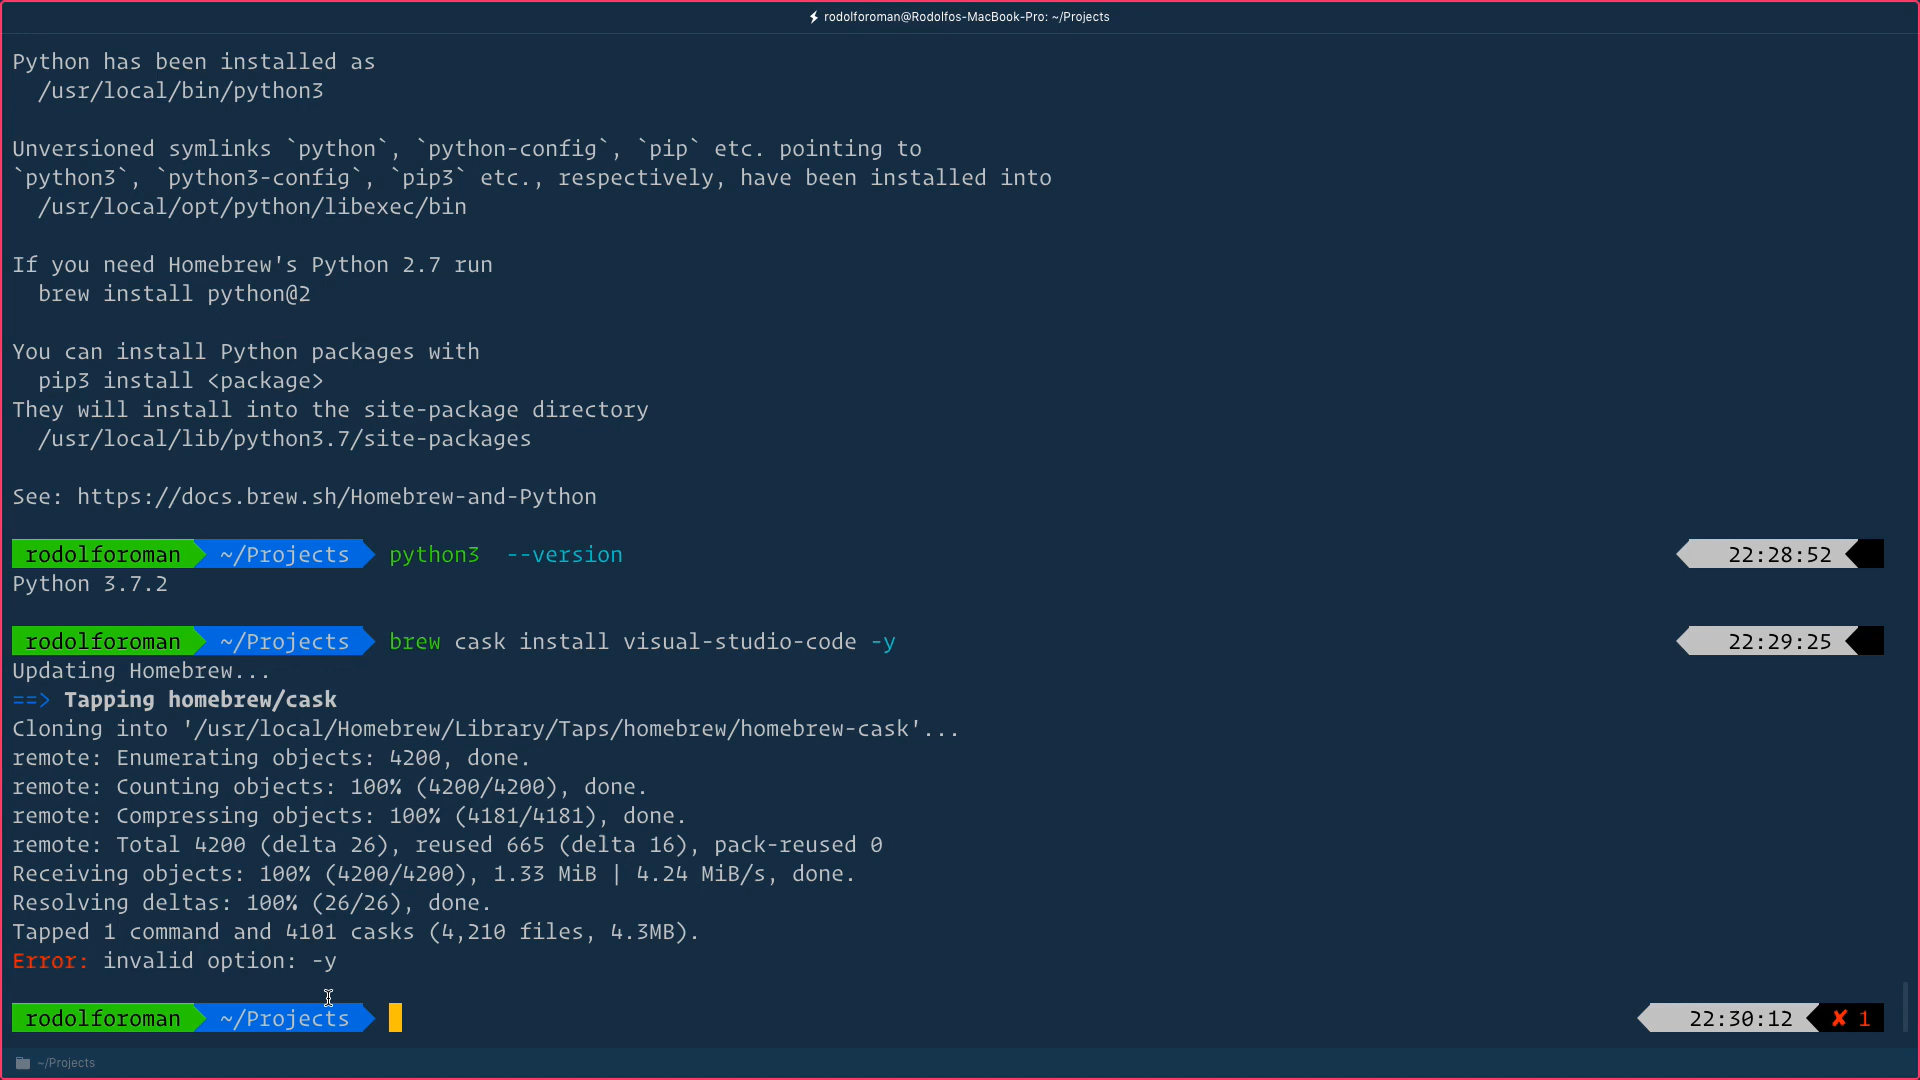 rodolforoman@Rodolfos-MacBook-Pro: ~/Projects
Python has been installed as
/usr/local/bin/python3
Unversioned symlinks `python`, `python-config`, `pip` etc. pointing to
`python3`, `python3-config`, `pip3` etc., respectively, have been installed into
/usr/local/opt/python/libexec/bin
If you need Homebrew's Python 2.7 run
brew install python@2
You can install Python packages with
pip3 install <package>
They will install into the site-package directory
/usr/local/lib/python3.7/site-packages
See: https://docs.brew.sh/Homebrew-and-Python
rodolforoman ~/Projects python3  --version 22:28:52
Python 3.7.2
rodolforoman ~/Projects brew cask install visual-studio-code -y 22:29:25
Updating Homebrew...
==> Tapping homebrew/cask
Cloning into '/usr/local/Homebrew/Library/Taps/homebrew/homebrew-cask'...
remote: Enumerating objects: 4200, done.
remote: Counting objects: 100% (4200/4200), done.
remote: Compressing objects: 100% (4181/4181), done.
remote: Total 4200 (delta 26), reused 665 (delta 16), pack-reused 0
Receiving objects: 100% (4200/4200), 1.33 MiB | 4.24 MiB/s, done.
Resolving deltas: 100% (26/26), done.
Tapped 1 command and 4101 casks (4,210 files, 4.3MB).
Error: invalid option: -y
rodolforoman ~/Projects 22:30:12 ✘ 1
~/Projects